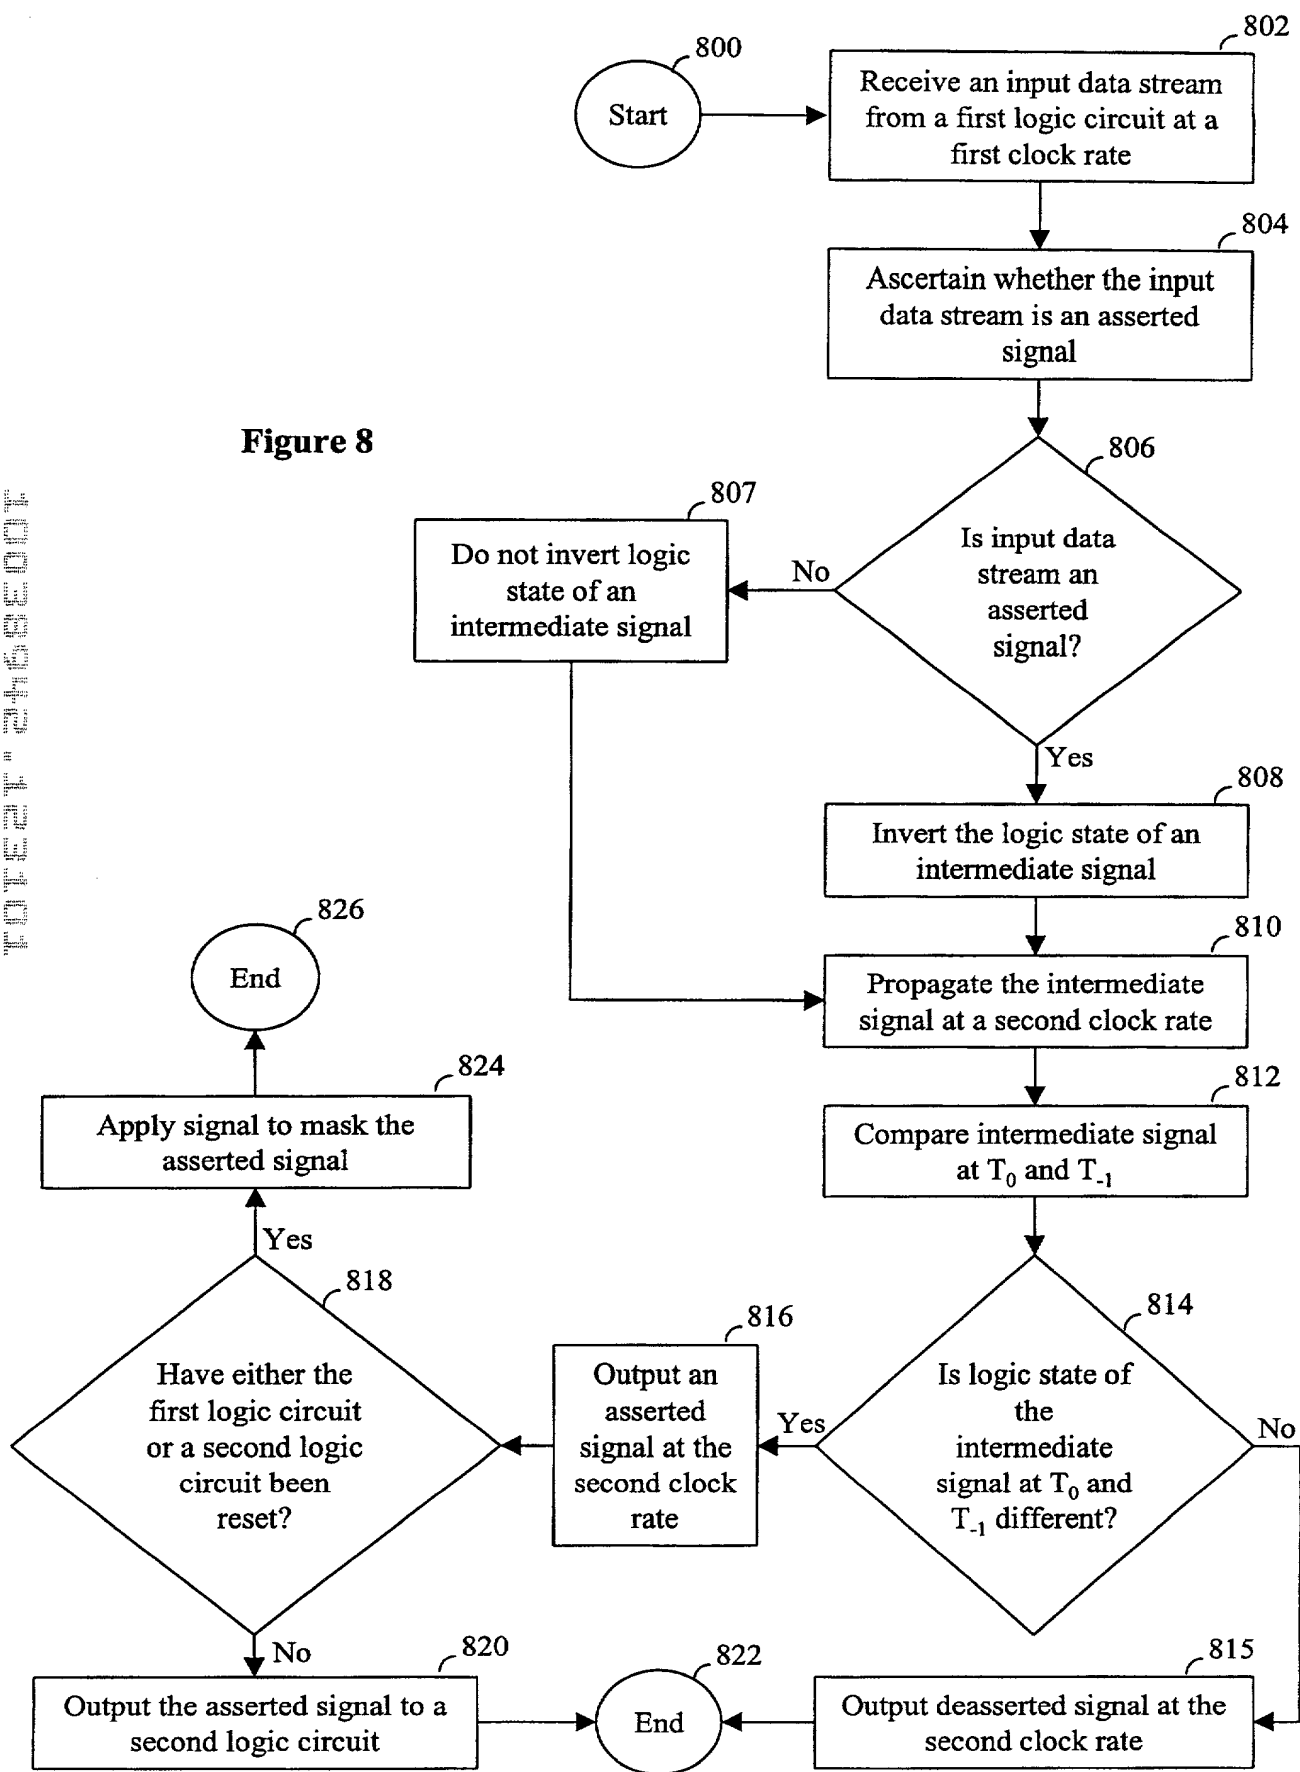 802
800
Start
Receive an input data stream
from a first logic circuit at a
first clock rate
804
Ascertain whether the input
data stream is an asserted
signal
Figure 8
806
807
Is input data
stream an
asserted
signal?
No
Do not invert logic
state of an
intermediate signal
Yes
808
Invert the logic state of an
intermediate signal
826
End
810
Propagate the intermediate
signal at a second clock rate
824
Apply signal to mask the
asserted signal
812
Compare intermediate signal
at T₀ and T₋₁
Yes
818
Have either the
first logic circuit
or a second logic
circuit been
reset?
816
Output an
asserted
signal at the
second clock
rate
Yes
814
Is logic state of
the
intermediate
signal at T₀ and
T₋₁ different?
No
No
820
Output the asserted signal to a
second logic circuit
822
End
815
Output deasserted signal at the
second clock rate